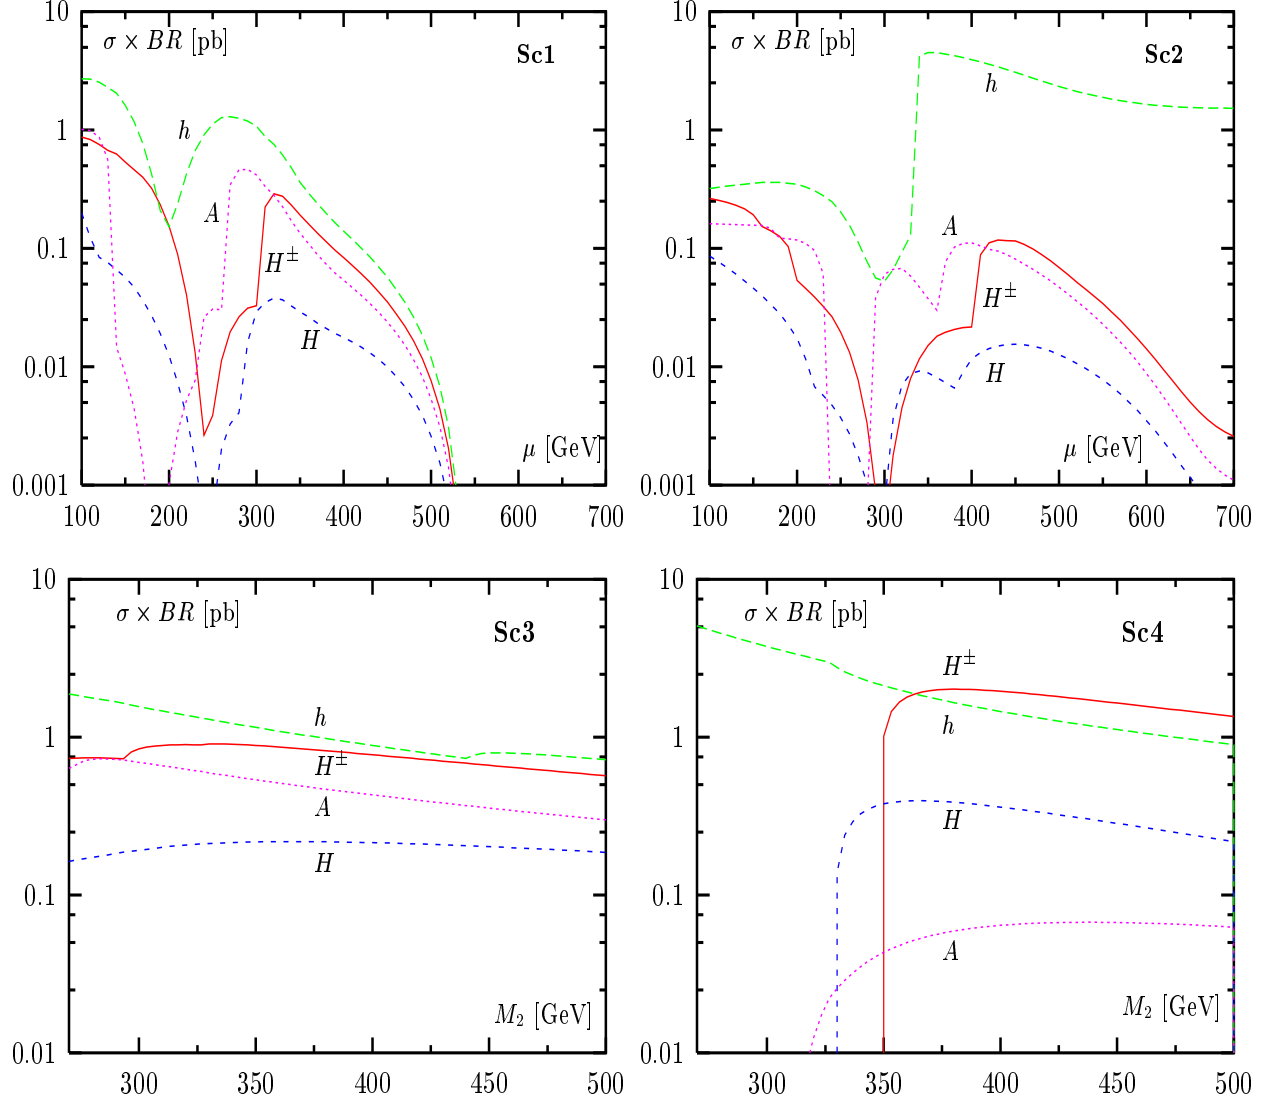 10
1
0.1
0.01
0.001
σ × BR [pb]
Sc1
h
A
H±
H
μ [GeV]
100 200 300 400 500 600 700
10
1
0.1
0.01
0.001
σ × BR [pb]
Sc2
h
A
H±
H
μ [GeV]
100 200 300 400 500 600 700
10
1
0.1
0.01
σ × BR [pb]
Sc3
h
H±
A
H
M₂ [GeV]
300 350 400 450 500
10
1
0.1
0.01
σ × BR [pb]
Sc4
H±
h
H
A
M₂ [GeV]
300 350 400 450 500